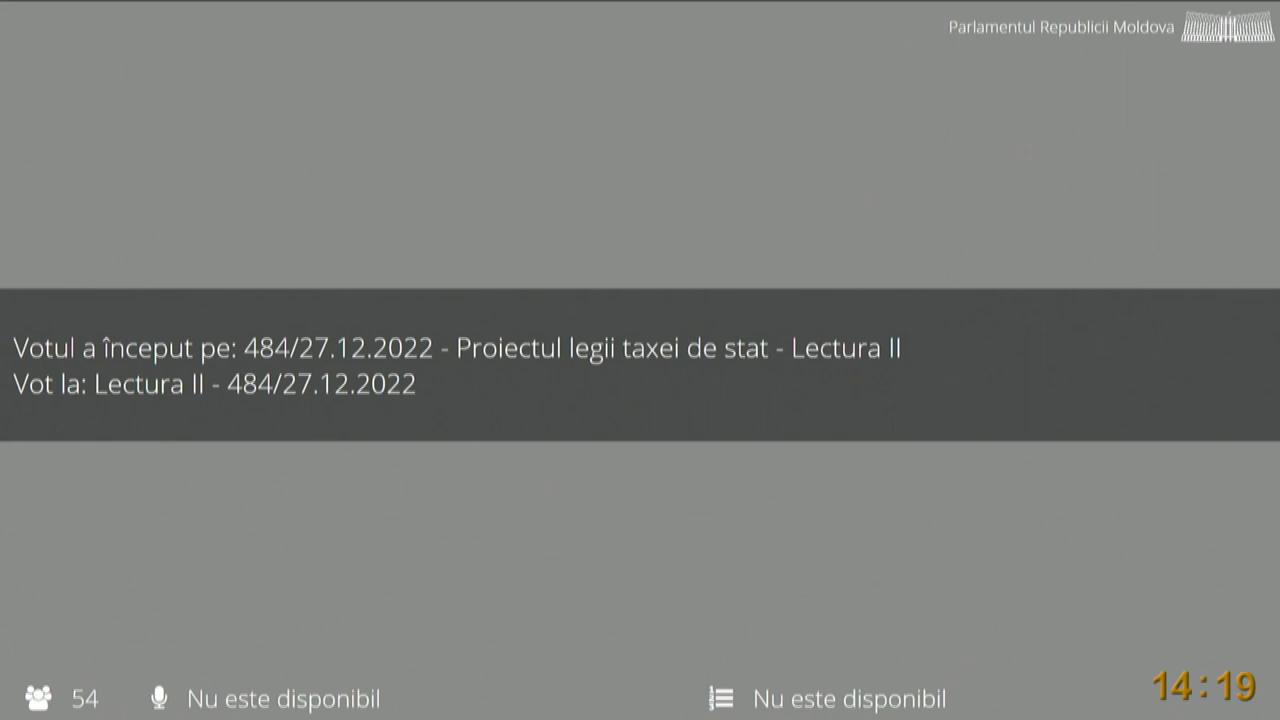 Parlamentul Republicii Moldova
Votul a început pe: 484/27.12.2022 - Proiectul legii taxei de stat - Lectura II
Vot la: Lectura II - 484/27.12.2022
54 Nu este disponibil Nu este disponibil 14:19